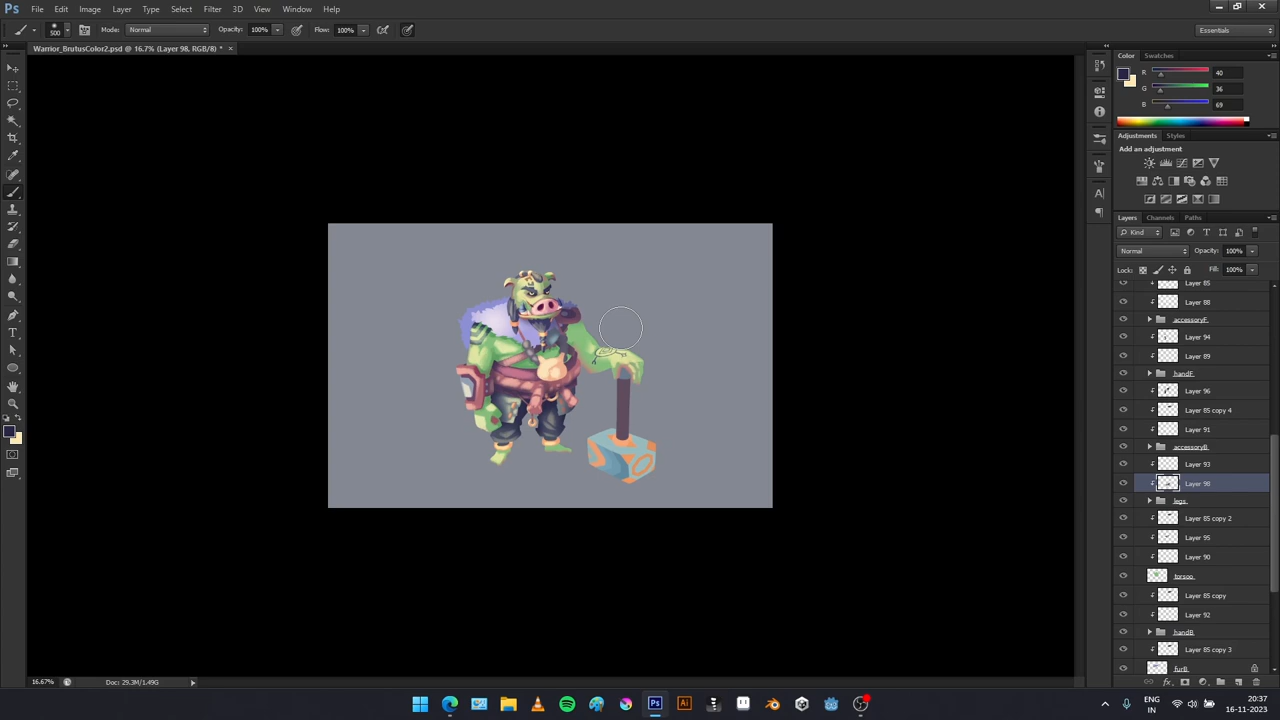 Ps File Edit Image Layer Type Select Filter 3D View Window Help
500 Mode: Normal Opacity: 100% Flow: 100% Essentials
Warrior_BrutusColor2.psd @ 16.7% (Layer 98, RGB/8) *
Color Swatches
R 40
G 36
B 69
Adjustments Styles
Add an adjustment
Layers Channels Paths
Kind
Normal Opacity: 100%
Lock: Fill: 100%
Layer 85
Layer 88
accessoryF
Layer 94
Layer 89
handF
Layer 96
Layer 85 copy 4
Layer 91
accessoryB
Layer 93
Layer 98
legs
Layer 85 copy 2
Layer 95
Layer 90
torsoo
Layer 85 copy
Layer 92
handB
Layer 85 copy 3
furB
16.67% Doc: 29.3M/1.49G
Ps Ai ENG IN 20:37 16-11-2023